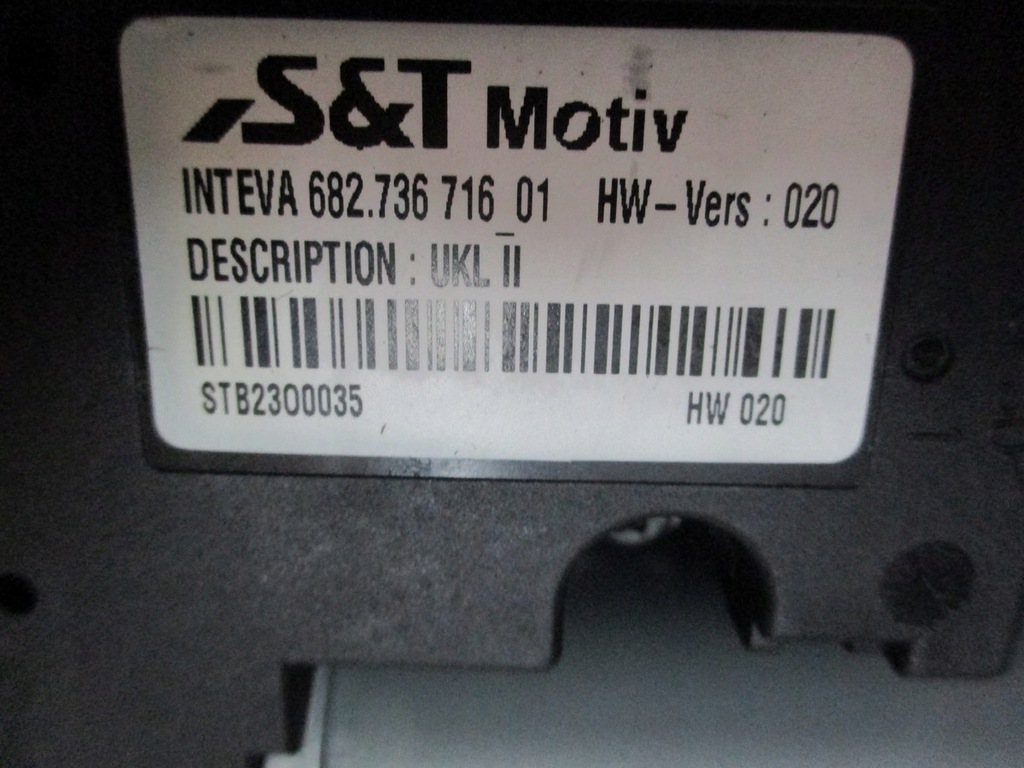 S&T Motiv
INTEVA 682.736 716_01 HW-Vers : 020
DESCRIPTION : UKL II
STB2300035 HW 020